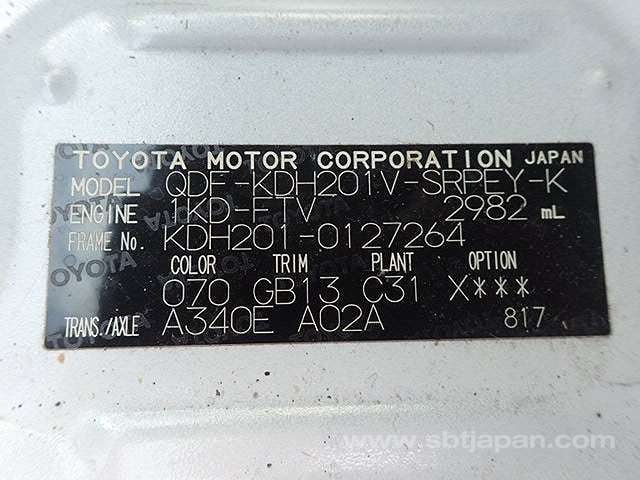 TOYOTA MOTOR CORPORATION JAPAN
MODEL QDF-KDH201V-SRPEY-K
ENGINE 1KD-FTV 2982 mL
FRAME No. KDH201-0127264
COLOR TRIM PLANT OPTION
070 GB13 C31 X***
TRANS./AXLE A340E A02A 817
www.sbtjapan.com